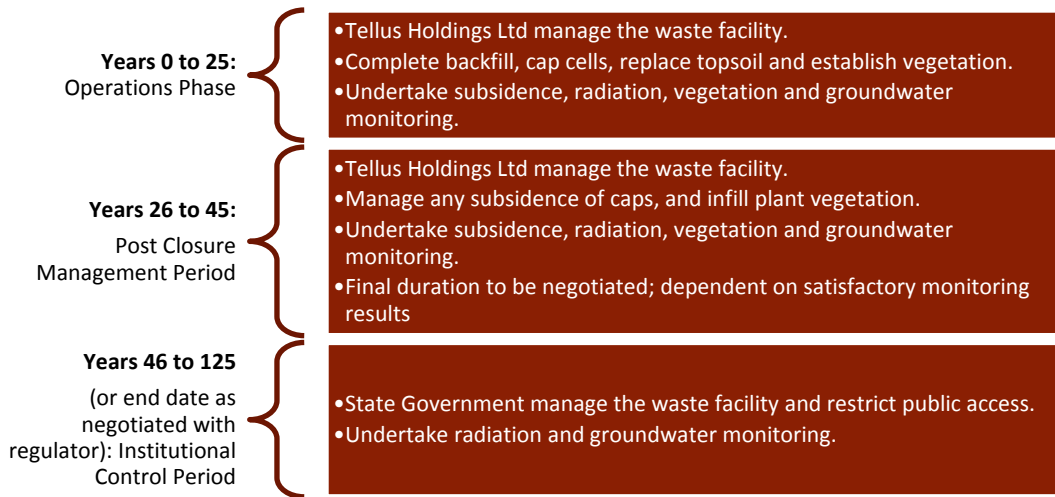 Years 0 to 25:
Operations Phase
•Tellus Holdings Ltd manage the waste facility.
•Complete backfill, cap cells, replace topsoil and establish vegetation.
•Undertake subsidence, radiation, vegetation and groundwater
monitoring.
Years 26 to 45:
Post Closure
Management Period
•Tellus Holdings Ltd manage the waste facility.
•Manage any subsidence of caps, and infill plant vegetation.
•Undertake subsidence, radiation, vegetation and groundwater
monitoring.
•Final duration to be negotiated; dependent on satisfactory monitoring
results
Years 46 to 125
(or end date as
negotiated with
regulator): Institutional
Control Period
•State Government manage the waste facility and restrict public access.
•Undertake radiation and groundwater monitoring.